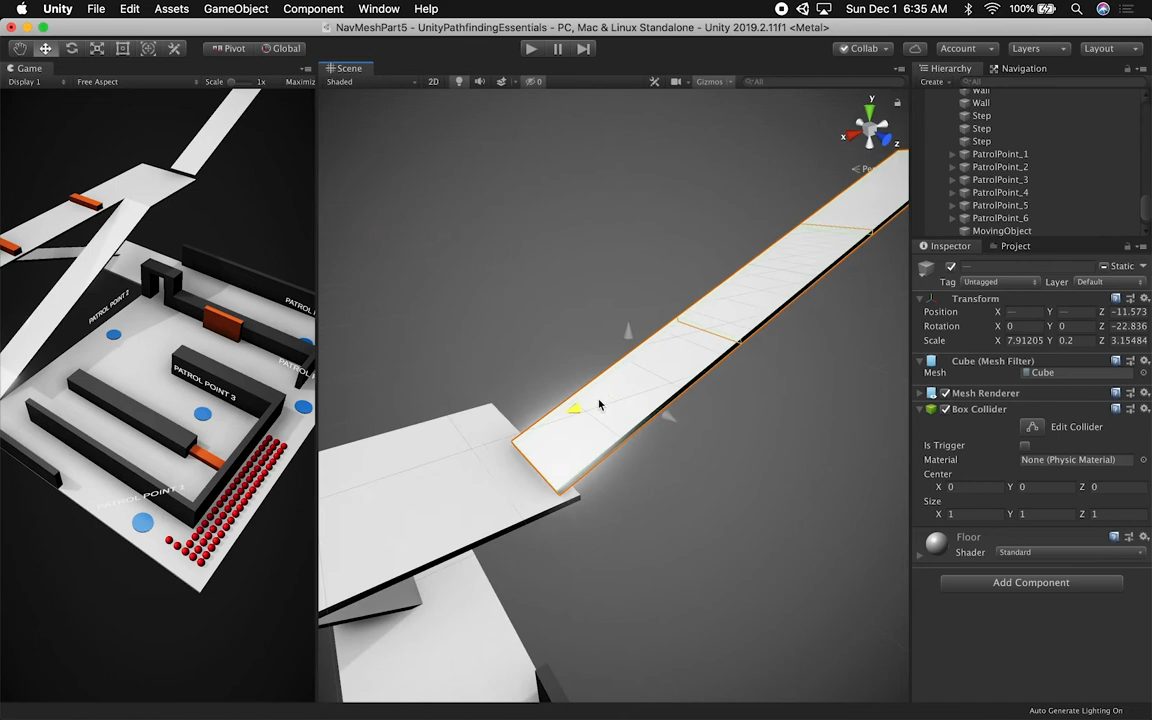 Unity File Edit Assets GameObject Component Window Help 100% Sun Dec 1 6:35 AM
NavMeshPart5 - UnityPathfindingEssentials - PC, Mac & Linux Standalone - Unity 2019.2.11f1 <Metal>
Pivot Global Collab Account Layers Layout
Game Scene Hierarchy Navigation
Display 1 Free Aspect Scale 1x Maximiz Shaded 2D 0 Gizmos All Create All
Wall
Wall
Step
Step
Step
PatrolPoint_1
PatrolPoint_2
PatrolPoint_3
PatrolPoint_4
PatrolPoint_5
PatrolPoint_6
MovingObject
y
x
z
PATROL POINT 2
PATROL POINT 3
PATROL POINT 1
Inspector Project
— Static
Tag Untagged Layer Default
Transform
Position X — Y — Z -11.573
Rotation X 0 Y 0 Z -22.836
Scale X 7.91205 Y 0.2 Z 3.15484
Cube (Mesh Filter)
Mesh Cube
Mesh Renderer
Box Collider
Edit Collider
Is Trigger
Material None (Physic Material)
Center
X 0 Y 0 Z 0
Size
X 1 Y 1 Z 1
Floor
Shader Standard
Add Component
Auto Generate Lighting On